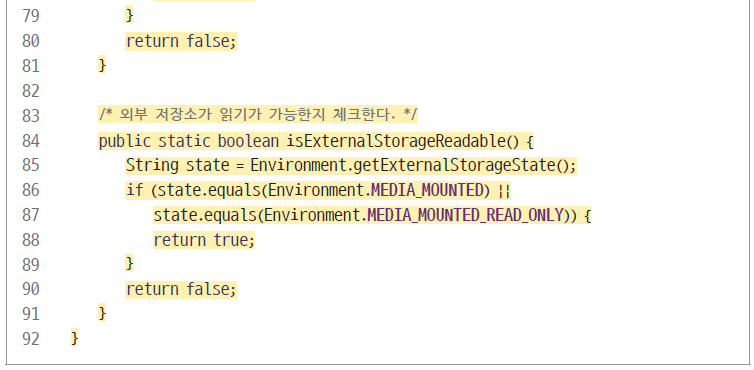 79 }
80 return false;
81 }
82
83 /* 외부 저장소가 읽기가 가능한지 체크한다. */
84 public static boolean isExternalStorageReadable() {
85 String state = Environment.getExternalStorageState();
86 if (state.equals(Environment.MEDIA_MOUNTED) ||
87 state.equals(Environment.MEDIA_MOUNTED_READ_ONLY)) {
88 return true;
89 }
90 return false;
91 }
92 }